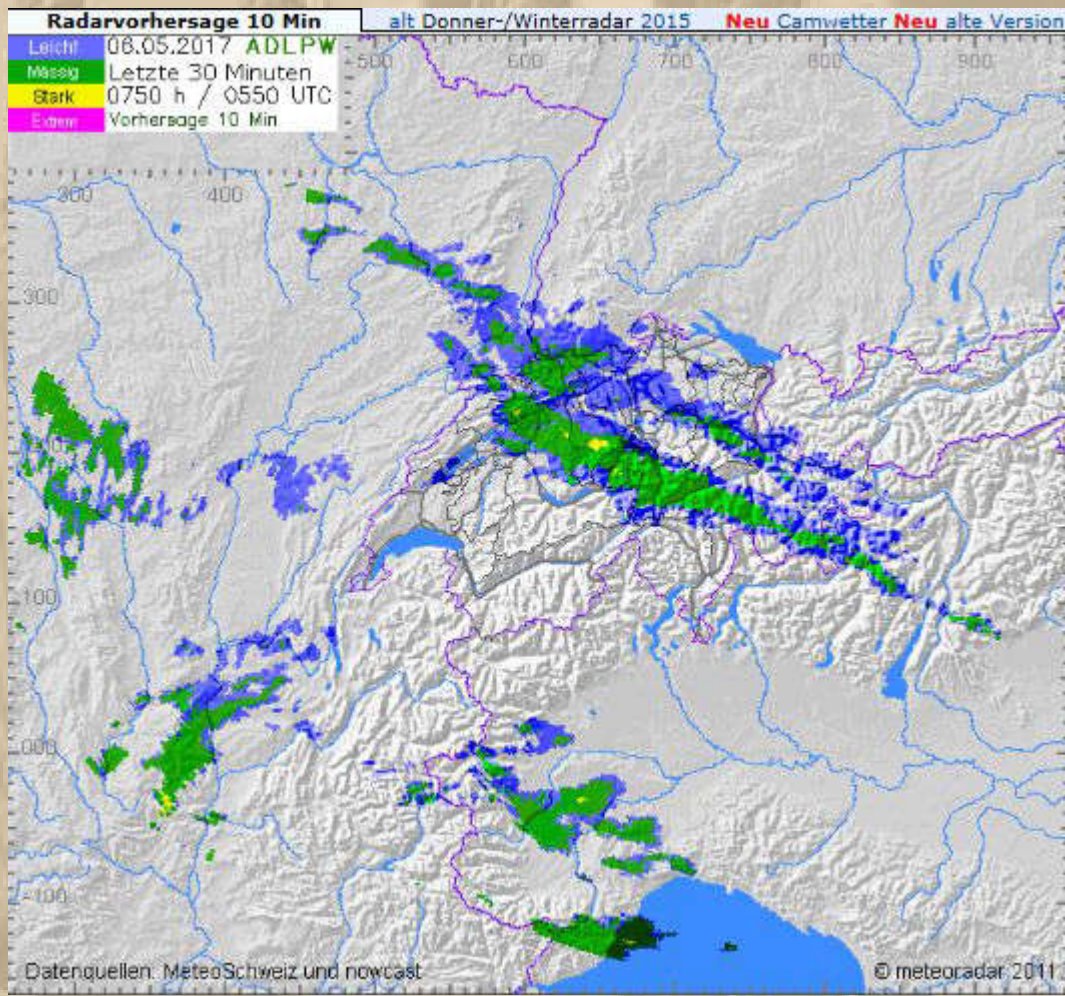 Radarvorhersage 10 Min
alt Donner-/Winterradar 2015 Neu Camwetter Neu alte Version
Leicht 06.05.2017 ADLPW
Mässig Letzte 30 Minuten
Stark 0750 h / 0550 UTC
Extrem Vorhersage 10 Min
500 600 700 800 900
300 400
300
100
000
-100
Datenquellen: MeteoSchweiz und nowcast
© meteoradar 2011